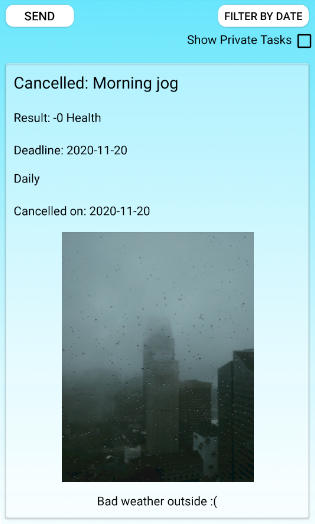 SEND
FILTER BY DATE
Show Private Tasks
Cancelled: Morning jog
Result: -0 Health
Deadline: 2020-11-20
Daily
Cancelled on: 2020-11-20
Bad weather outside :(